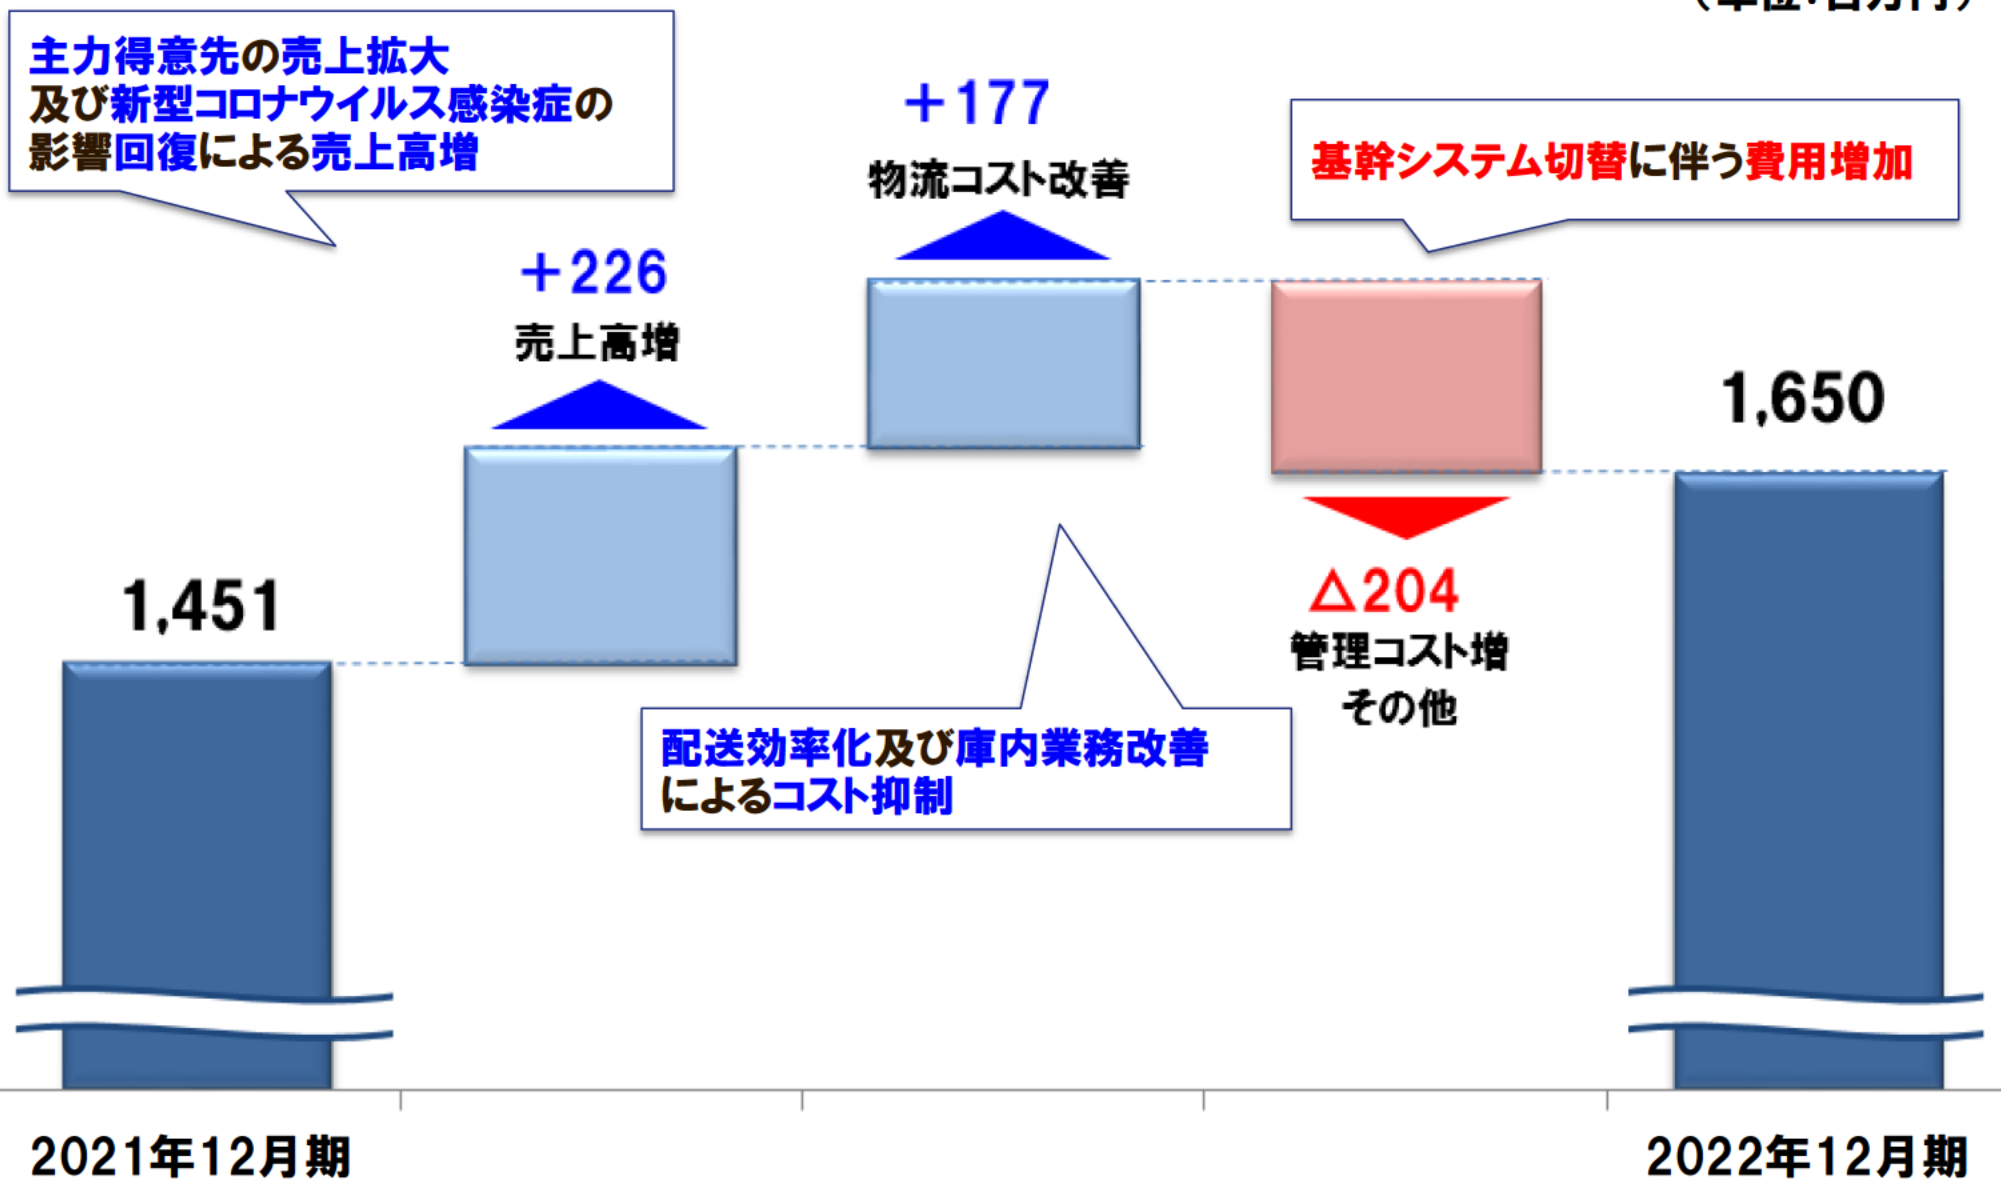 (単位:百万円)
主力得意先の売上拡大
及び新型コロナウイルス感染症の
影響回復による売上高増
+177
物流コスト改善
基幹システム切替に伴う費用増加
+226
売上高増
1,650
1,451
△204
管理コスト増
その他
配送効率化及び庫内業務改善
によるコスト抑制
2021年12月期
2022年12月期